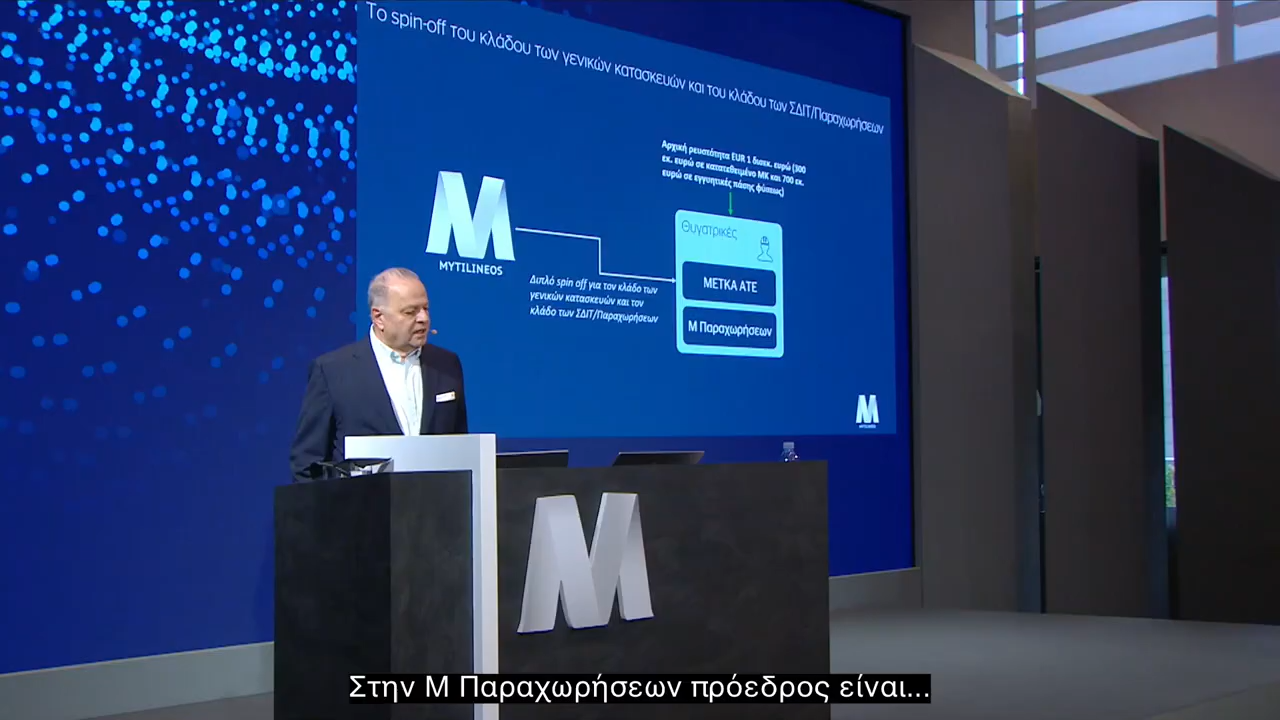 Το spin-off του κλάδου των γενικών κατασκευών και του κλάδου των ΣΔΙΤ/Παραχωρήσεων
Αρχική ρευστότητα EUR 1 δισεκ. ευρώ (300
εκ. ευρώ σε κατατεθειμένο ΜΚ και 700 εκ.
ευρώ σε εγγυητικές πάσης φύσεως)
M
MYTILINEOS
Διπλό spin off για τον κλάδο των
γενικών κατασκευών και τον
κλάδο των ΣΔΙΤ/Παραχωρήσεων
Θυγατρικές
ΜΕΤΚΑ ΑΤΕ
Μ Παραχωρήσεων
M
MYTILINEOS
M
Στην Μ Παραχωρήσεων πρόεδρος είναι...